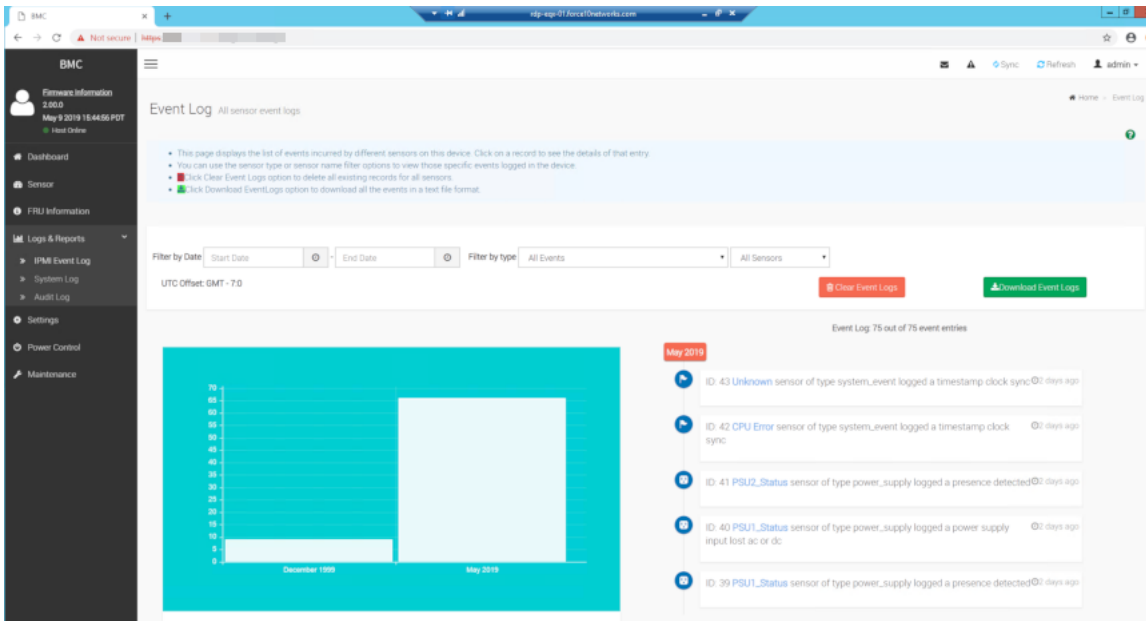 BMC
rdp-eqx-01.force10networks.com
Not secure
https:
BMC
Firmware Information
2.00.0
May 9 2019 15:44:56 PDT
Host Online
Sync
Refresh
admin
Dashboard
Sensor
FRU Information
Logs & Reports
IPMI Event Log
System Log
Audit Log
Settings
Power Control
Maintenance
Event Log All sensor event logs
Home - Event Log
This page displays the list of events incurred by different sensors on this device. Click on a record to see the details of that entry.
You can use the sensor type or sensor name filter options to view those specific events logged in the device.
Click Clear Event Logs option to delete all existing records for all sensors.
Click Download EventLogs option to download all the events in a text file format.
Filter by Date Start Date - End Date Filter by type All Events All Sensors
UTC Offset: GMT - 7:0
Clear Event Logs
Download Event Logs
Event Log: 75 out of 75 event entries
70
65
60
55
50
45
40
35
30
25
20
15
10
5
0
December 1999
May 2019
May 2019
ID: 43 Unknown sensor of type system_event logged a timestamp clock sync 2 days ago
ID: 42 CPU Error sensor of type system_event logged a timestamp clock 2 days ago
sync
ID: 41 PSU2_Status sensor of type power_supply logged a presence detected 2 days ago
ID: 40 PSU1_Status sensor of type power_supply logged a power supply 2 days ago
input lost ac or dc
ID: 39 PSU1_Status sensor of type power_supply logged a presence detected 2 days ago